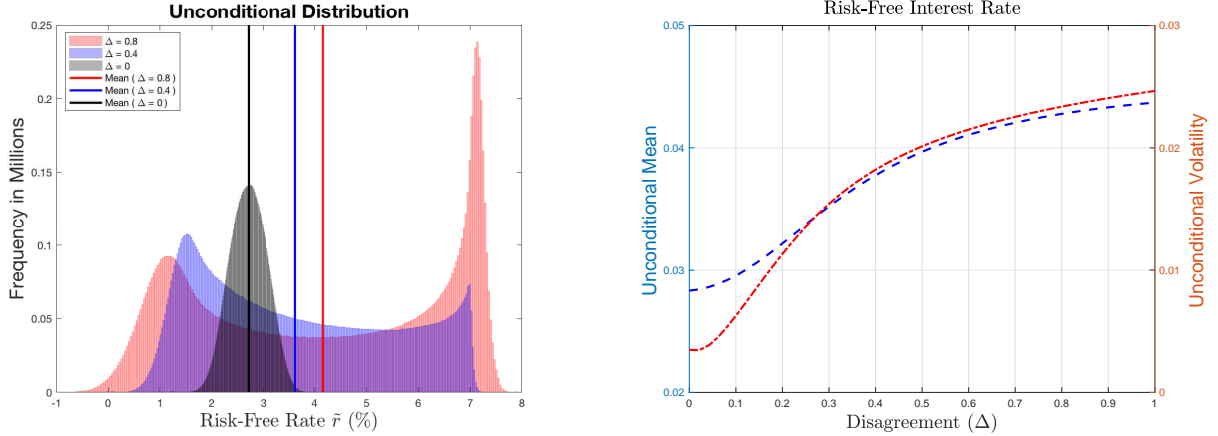 Unconditional Distribution
0.25
0.2
0.15
0.1
0.05
0
Frequency in Millions
Δ = 0.8
Δ = 0.4
Δ = 0
Mean ( Δ = 0.8 )
Mean ( Δ = 0.4 )
Mean ( Δ = 0 )
-1 0 1 2 3 4 5 6 7 8
Risk-Free Rate r̃ (%)
Risk-Free Interest Rate
0.05
0.04
0.03
0.02
Unconditional Mean
0.03
0.02
0.01
0
Unconditional Volatility
0 0.1 0.2 0.3 0.4 0.5 0.6 0.7 0.8 0.9 1
Disagreement (Δ)